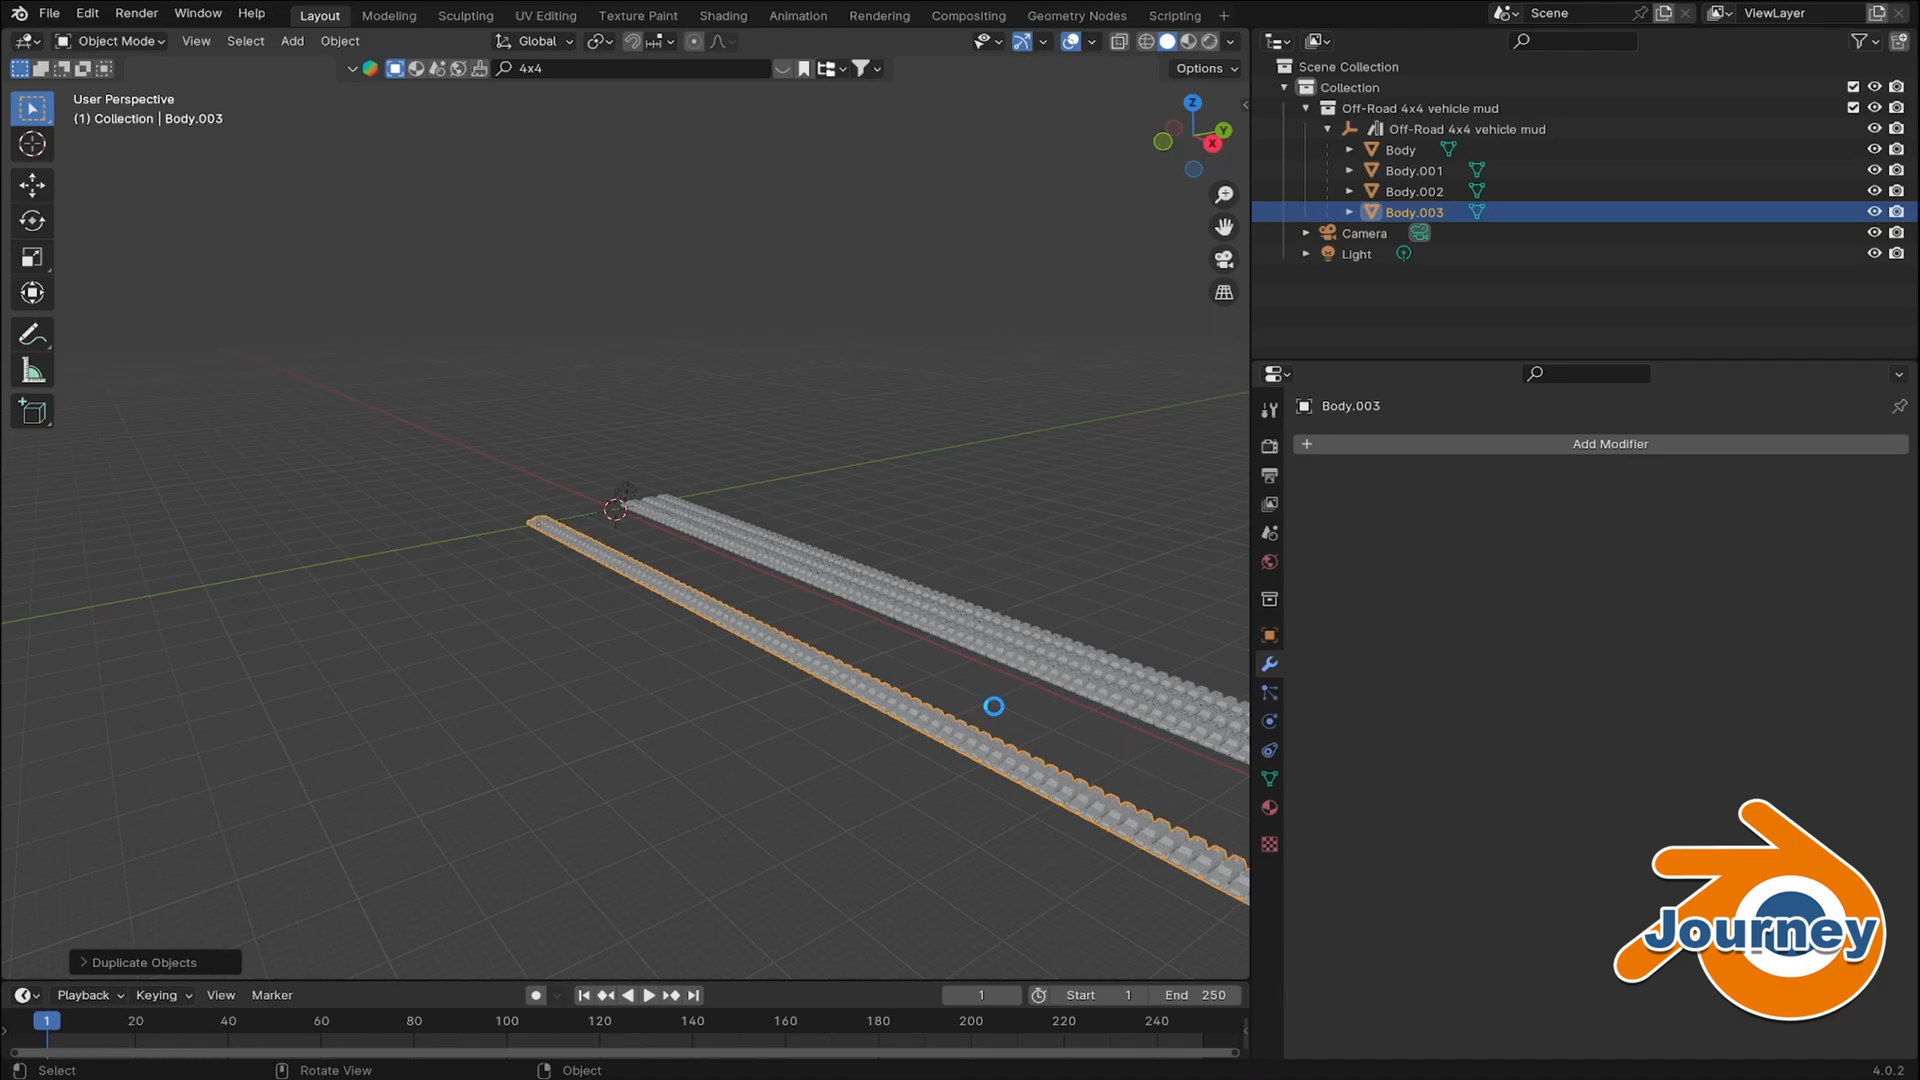 File Edit Render Window Help Layout Modeling Sculpting UV Editing Texture Paint Shading Animation Rendering Compositing Geometry Nodes Scripting + Scene ViewLayer
Object Mode View Select Add Object Global
4x4 Options
User Perspective
(1) Collection | Body.003
Z
Y
X
Scene Collection
Collection
Off-Road 4x4 vehicle mud
Off-Road 4x4 vehicle mud
Body
Body.001
Body.002
Body.003
Camera
Light
Body.003
+ Add Modifier
Journey
> Duplicate Objects
Playback Keying View Marker 1 Start 1 End 250
1 20 40 60 80 100 120 140 160 180 200 220 240
Select Rotate View Object 4.0.2